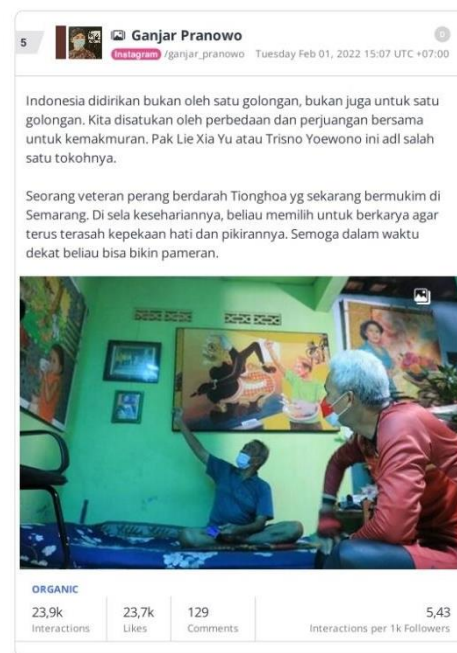 5
Ganjar Pranowo
0
Instagram /ganjar_pranowo Tuesday Feb 01, 2022 15:07 UTC +07:00
Indonesia didirikan bukan oleh satu golongan, bukan juga untuk satu
golongan. Kita disatukan oleh perbedaan dan perjuangan bersama
untuk kemakmuran. Pak Lie Xia Yu atau Trisno Yoewono ini adl salah
satu tokohnya.
Seorang veteran perang berdarah Tionghoa yg sekarang bermukim di
Semarang. Di sela kesehariannya, beliau memilih untuk berkarya agar
terus terasah kepekaan hati dan pikirannya. Semoga dalam waktu
dekat beliau bisa bikin pameran.
ORGANIC
23,9k 23,7k 129 5,43
Interactions Likes Comments Interactions per 1k Followers